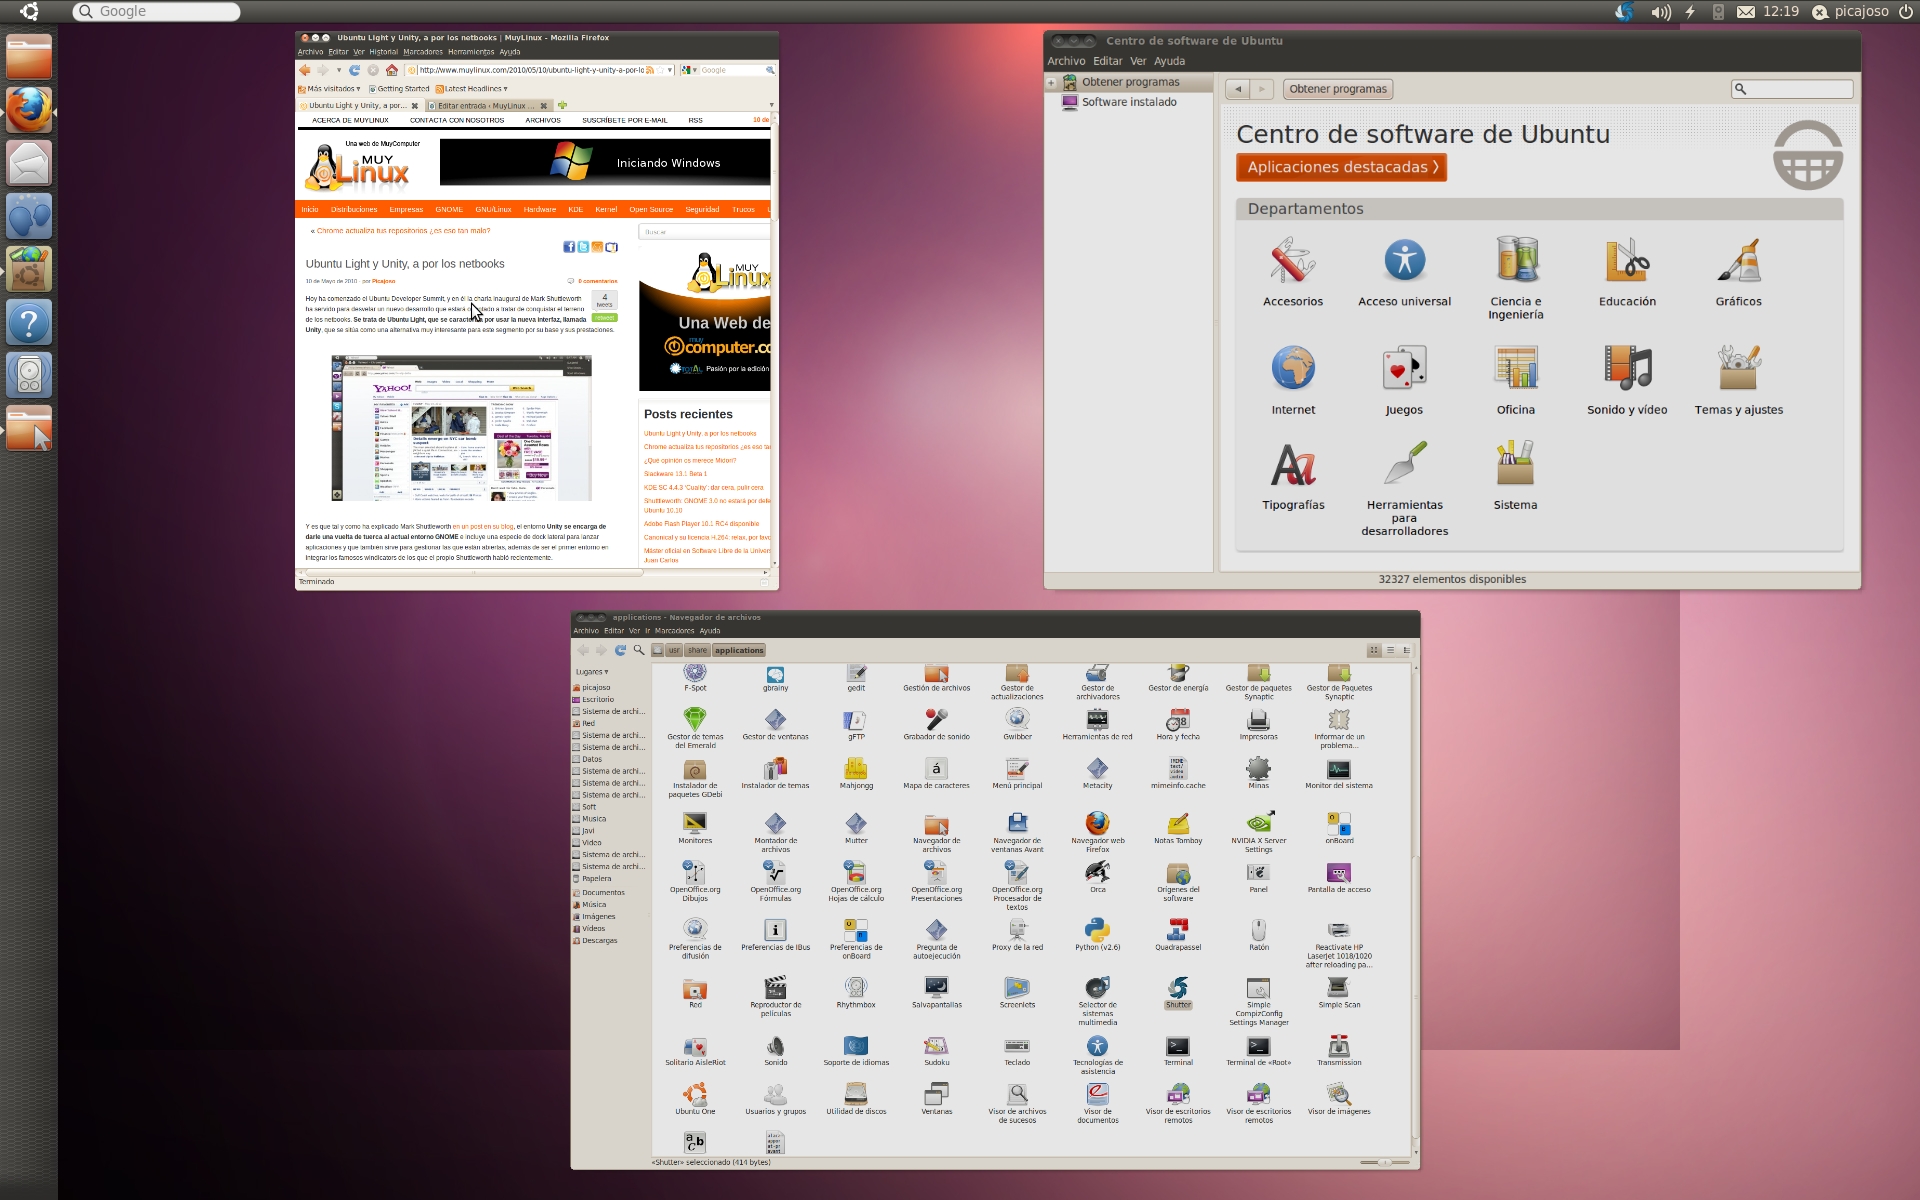 Google
12:19
picajoso
Ubuntu Light y Unity, a por los netbooks | MuyLinux - Mozilla Firefox
Archivo Editar Ver Historial Marcadores Herramientas Ayuda
http://www.muylinux.com/2010/05/10/ubuntu-light-y-unity-a-por-lo
Google
Más visitados
Getting Started
Latest Headlines
Ubuntu Light y Unity, a por...
Editar entrada ‹ MuyLinux ...
ACERCA DE MUYLINUX CONTACTA CON NOSOTROS ARCHIVOS SUSCRÍBETE POR E-MAIL RSS 10 de
Una web de MuyComputer
MUY
Linux
Iniciando Windows
Inicio Distribuciones Empresas GNOME GNU/Linux Hardware KDE Kernel Open Source Seguridad Trucos
« Chrome actualiza tus repositorios ¿es eso tan malo?
Buscar
Ubuntu Light y Unity, a por los netbooks
10 de Mayo de 2010 · por Picajoso
0 comentarios
4
tweets
retweet
Hoy ha comenzado el Ubuntu Developer Summit, y en él la charla inaugural de Mark Shuttleworth
ha servido para desvelar un nuevo desarrollo que estará a tratar de conquistar el terreno
de los netbooks. Se trata de Ubuntu Light, que se por usar la nueva interfaz, llamada
Unity, que se sitúa como una alternativa muy interesante para este segmento por su base y sus prestaciones.
YAHOO!
MUY
Linux
Una Web de
muy
computer.co
TOTAL Pasión por la edición
Posts recientes
Ubuntu Light y Unity, a por los netbooks
Chrome actualiza tus repositorios ¿es eso ta
¿Qué opinión os merece Midori?
Slackware 13.1 Beta 1
KDE SC 4.4.3 'Cuality': dar cera, pulir cera
Shuttleworth: GNOME 3.0 no estará por defe
Ubuntu 10.10
Adobe Flash Player 10.1 RC4 disponible
Canonical y su licencia H.264: relax, por favo
Máster oficial en Software Libre de la Univer
Juan Carlos
Y es que tal y como ha explicado Mark Shuttleworth en un post en su blog, el entorno Unity se encarga de
darle una vuelta de tuerca al actual entorno GNOME e incluye una especie de dock lateral para lanzar
aplicaciones y que también sirve para gestionar las que están abiertas, además de ser el primer entorno en
integrar los famosos windicators de los que el propio Shuttleworth habló recientemente.
Terminado
Centro de software de Ubuntu
Archivo Editar Ver Ayuda
Obtener programas
Software instalado
Obtener programas
Centro de software de Ubuntu
Aplicaciones destacadas ⟩
Departamentos
Accesorios
Acceso universal
Ciencia e
Ingeniería
Educación
Gráficos
Internet
Juegos
Oficina
Sonido y vídeo
Temas y ajustes
Tipografías
Herramientas
para
desarrolladores
Sistema
32327 elementos disponibles
applications - Navegador de archivos
Archivo Editar Ver Ir Marcadores Ayuda
usr share applications
Lugares
picajoso
Escritorio
Sistema de archi...
Red
Sistema de archi...
Sistema de archi...
Datos
Sistema de archi...
Sistema de archi...
Sistema de archi...
Soft
Musica
Javi
Video
Sistema de archi...
Sistema de archi...
Papelera
Documentos
Música
Imágenes
Vídeos
Descargas
F-Spot
gbrainy
gedit
Gestión de archivos
Gestor de
actualizaciones
Gestor de
archivadores
Gestor de energía
Gestor de paquetes
Synaptic
Gestor de Paquetes
Synaptic
Gestor de temas
del Emerald
Gestor de ventanas
gFTP
Grabador de sonido
Gwibber
Herramientas de red
Hora y fecha
Impresoras
Informar de un
problema...
Instalador de
paquetes GDebi
Instalador de temas
Mahjongg
Mapa de caracteres
Menú principal
Metacity
mimeinfo.cache
Minas
Monitor del sistema
Monitores
Montador de
archivos
Mutter
Navegador de
archivos
Navegador de
ventanas Avant
Navegador web
Firefox
Notas Tomboy
NVIDIA X Server
Settings
onBoard
OpenOffice.org
Dibujos
OpenOffice.org
Fórmulas
OpenOffice.org
Hojas de cálculo
OpenOffice.org
Presentaciones
OpenOffice.org
Procesador de
textos
Orca
Orígenes del
software
Panel
Pantalla de acceso
Preferencias de
difusión
Preferencias de IBus
Preferencias de
onBoard
Pregunta de
autoejecución
Proxy de la red
Python (v2.6)
Quadrapassel
Ratón
Reactivate HP
LaserJet 1018/1020
after reloading pa...
Red
Reproductor de
películas
Rhythmbox
Salvapantallas
Screenlets
Selector de
sistemas
multimedia
Shutter
Simple
CompizConfig
Settings Manager
Simple Scan
Solitario AisleRiot
Sonido
Soporte de idiomas
Sudoku
Teclado
Tecnologías de
asistencia
Terminal
Terminal de «Root»
Transmission
Ubuntu One
Usuarios y grupos
Utilidad de discos
Ventanas
Visor de archivos
de sucesos
Visor de
documentos
Visor de escritorios
remotos
Visor de escritorios
remotos
Visor de imágenes
«Shutter» seleccionado (414 bytes)